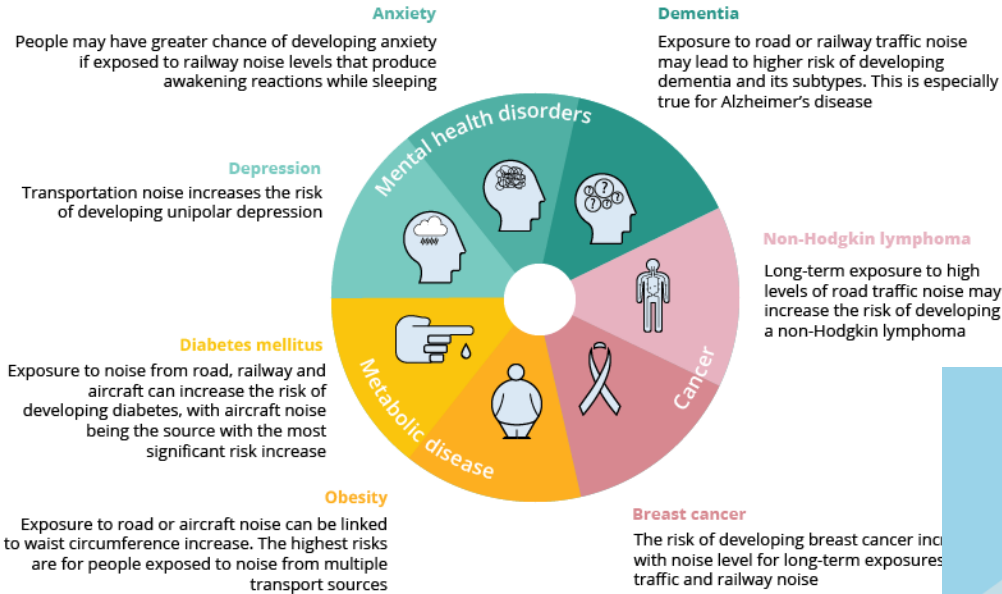 Anxiety
People may have greater chance of developing anxiety
if exposed to railway noise levels that produce
awakening reactions while sleeping
Dementia
Exposure to road or railway traffic noise
may lead to higher risk of developing
dementia and its subtypes. This is especially
true for Alzheimer's disease
Mental health disorders
Depression
Transportation noise increases the risk
of developing unipolar depression
Non-Hodgkin lymphoma
Long-term exposure to high
levels of road traffic noise may
increase the risk of developing
a non-Hodgkin lymphoma
Diabetes mellitus
Exposure to noise from road, railway and
aircraft can increase the risk of
developing diabetes, with aircraft noise
being the source with the most
significant risk increase
Metabolic disease
Cancer
Obesity
Exposure to road or aircraft noise can be linked
to waist circumference increase. The highest risks
are for people exposed to noise from multiple
transport sources
Breast cancer
The risk of developing breast cancer
with noise level for long-term exposures
traffic and railway noise
? ? ? ? ?